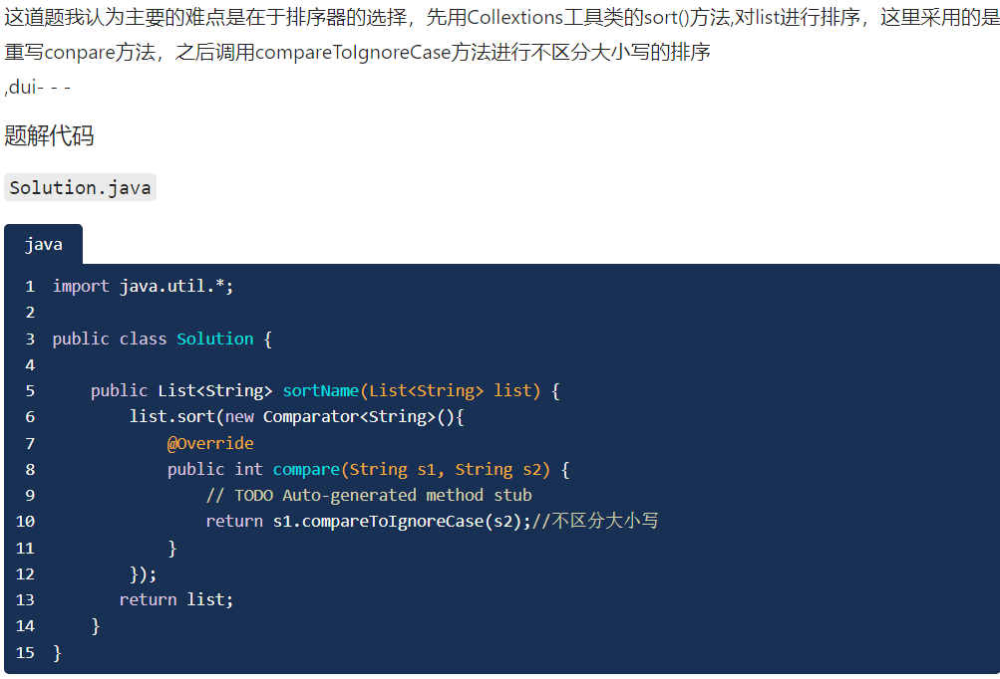 这道题我认为主要的难点是在于排序器的选择，先用Collextions工具类的sort()方法,对list进行排序，这里采用的是
重写conpare方法，之后调用compareToIgnoreCase方法进行不区分大小写的排序
,dui- - -
题解代码
Solution.java
java
1 import java.util.*;
2
3 public class Solution {
4
5     public List<String> sortName(List<String> list) {
6         list.sort(new Comparator<String>(){
7             @Override
8             public int compare(String s1, String s2) {
9                 // TODO Auto-generated method stub
10                 return s1.compareToIgnoreCase(s2);//不区分大小写
11             }
12         });
13        return list;
14     }
15 }